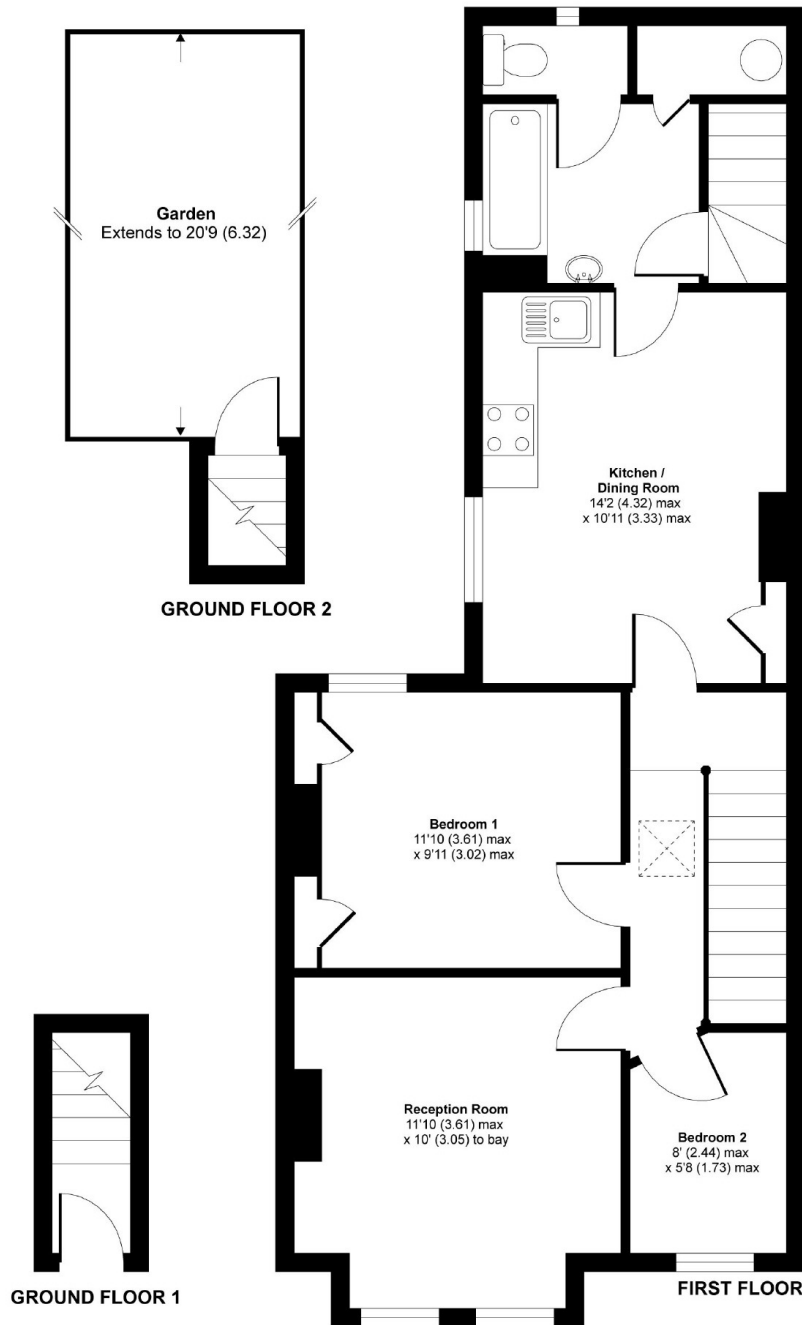 Garden
Extends to 20'9 (6.32)
GROUND FLOOR 2
Kitchen /
Dining Room
14'2 (4.32) max
x 10'11 (3.33) max
Bedroom 1
11'10 (3.61) max
x 9'11 (3.02) max
Reception Room
11'10 (3.61) max
x 10' (3.05) to bay
Bedroom 2
8' (2.44) max
x 5'8 (1.73) max
GROUND FLOOR 1
FIRST FLOOR